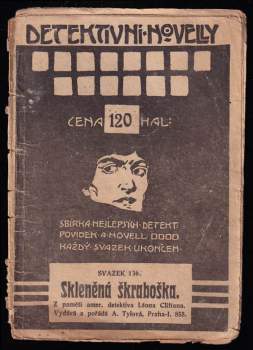 DETEKTIVNÍ·NOVELLY
CENA 120 HAL:
SBÍRKA·NEJLEPŠÍCH·DETEKT.
POVÍDEK·A·NOVELL
KAŽDÝ·SVAZEK·UKONČEN·
SVAZEK 136.
Skleněná škraboška.
Z pamětí amer. detektiva Léona Cliftona.
Vydává a pořádá A. Tylová, Praha-I. 855.